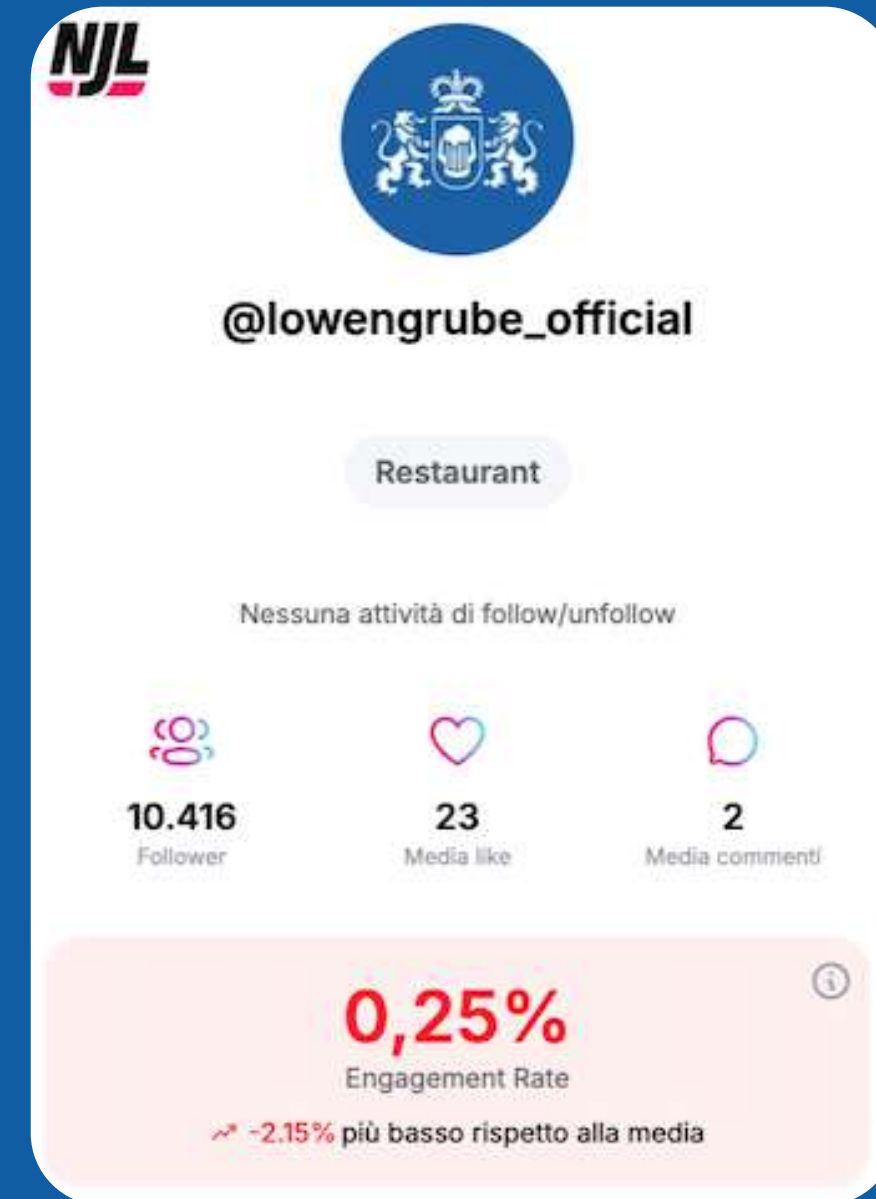 NJL
@lowengrube_official
Restaurant
Nessuna attività di follow/unfollow
10.416
Follower
23
Media like
2
Media commenti
0,25%
Engagement Rate
-2.15% più basso rispetto alla media